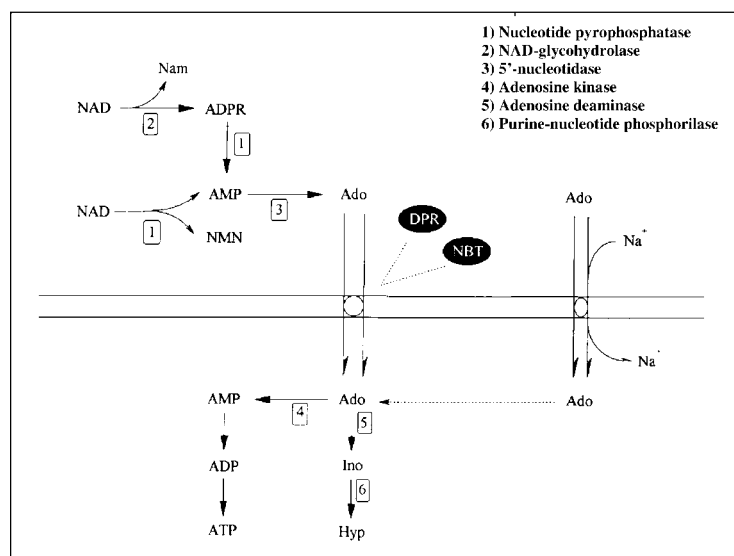 1) Nucleotide pyrophosphatase
2) NAD-glycohydrolase
3) 5'-nucleotidase
4) Adenosine kinase
5) Adenosine deaminase
6) Purine-nucleotide phosphorilase
Nam
NAD
2
ADPR
1
NAD
1
AMP
3
Ado
NMN
DPR
NBT
Ado
Na+
Na+
AMP
4
Ado
Ado
5
ADP
Ino
6
ATP
Hyp